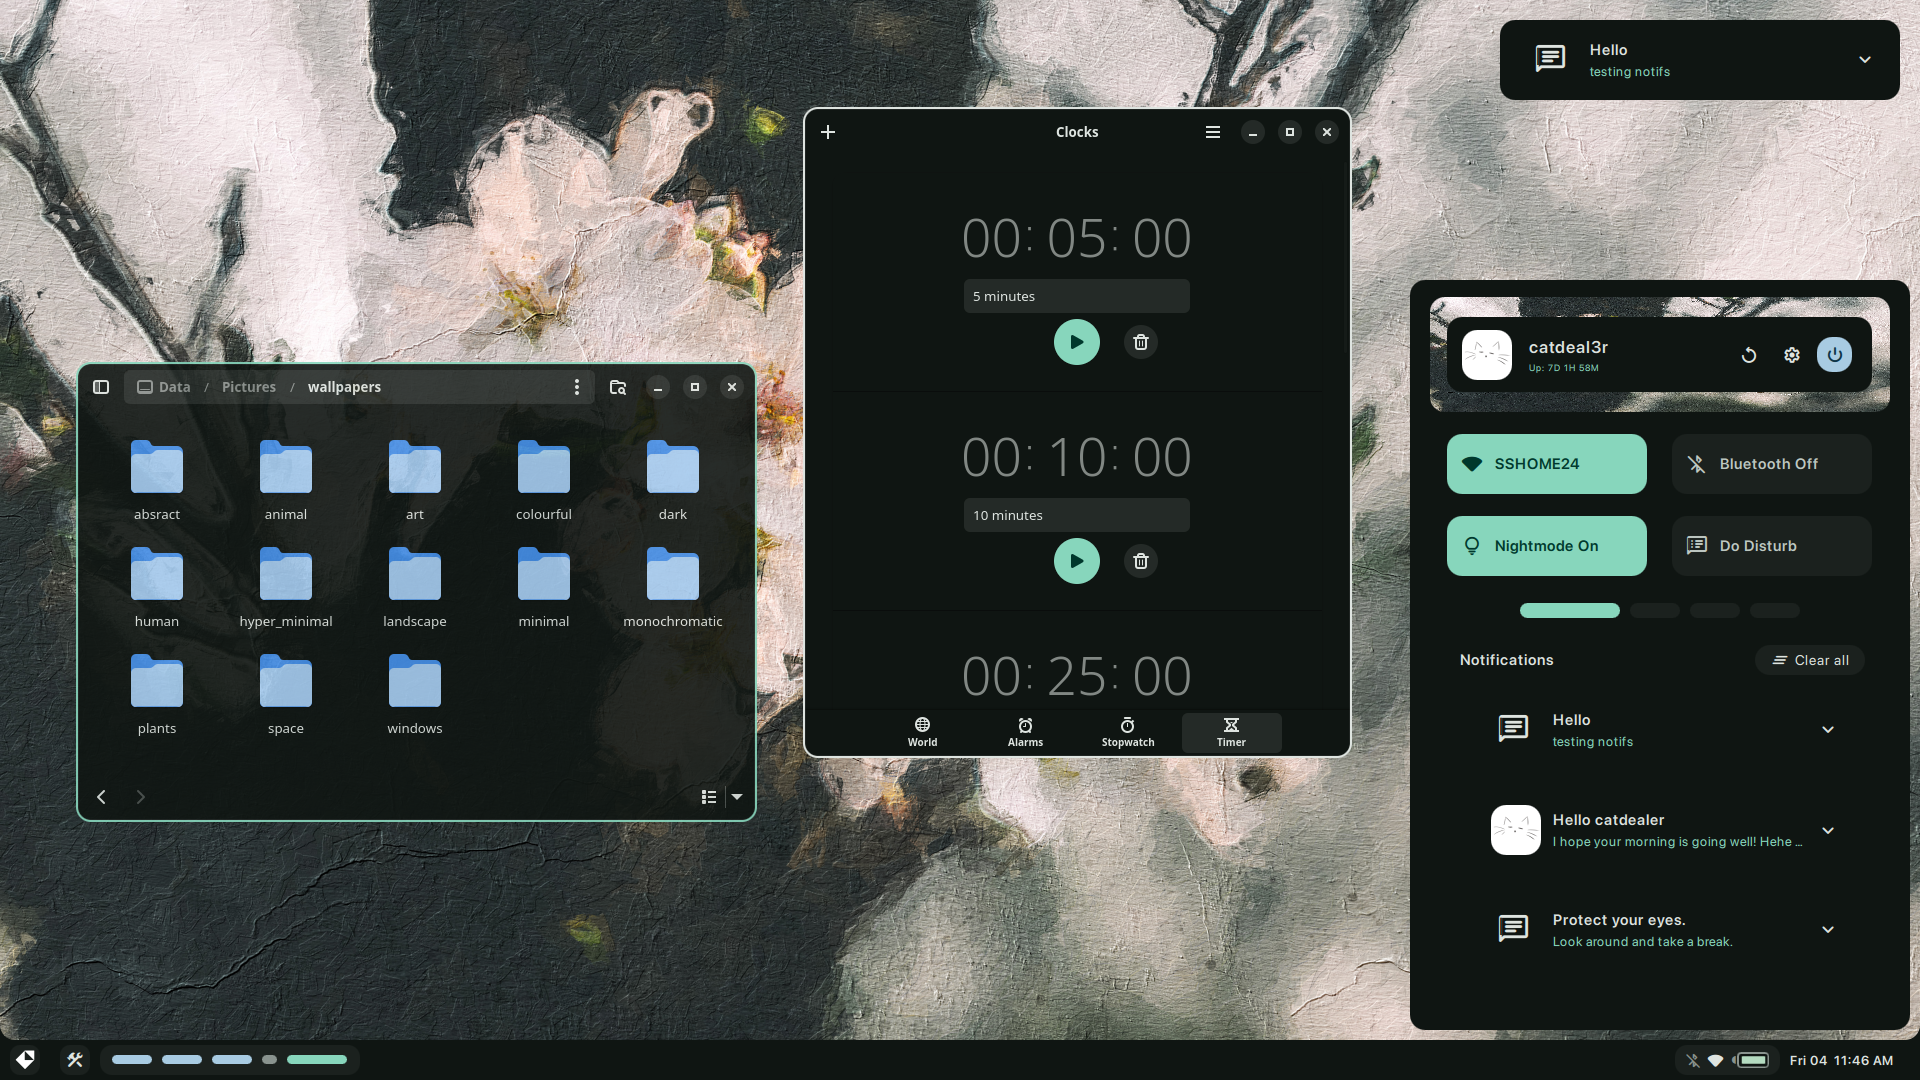 Hello
testing notifs
Clocks
00: 05: 00
5 minutes
00: 10: 00
10 minutes
00: 25: 00
World
Alarms
Stopwatch
Timer
Data / Pictures / wallpapers
absract
animal
art
colourful
dark
human
hyper_minimal
landscape
minimal
monochromatic
plants
space
windows
catdeal3r
Up: 7D 1H 58M
SSHOME24
Bluetooth Off
Nightmode On
Do Disturb
Notifications
Clear all
Hello
testing notifs
Hello catdealer
I hope your morning is going well! Hehe ...
Protect your eyes.
Look around and take a break.
Fri 04 11:46 AM